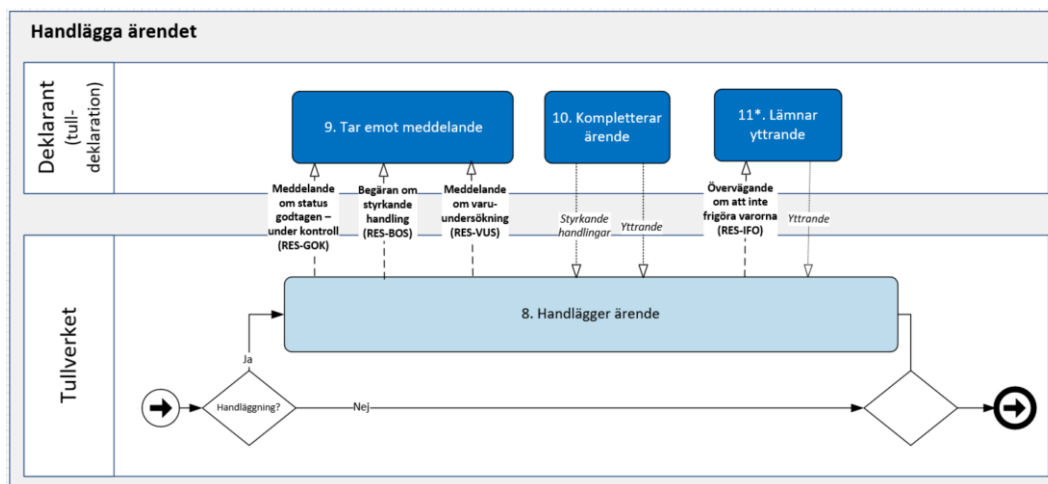 Handlägga ärendet
Deklarant
(tull-
deklaration)
9. Tar emot meddelande
10. Kompletterar
ärende
11*. Lämnar
yttrande
Meddelande
om status
godtagen –
under kontroll
(RES-GOK)
Begäran om
styrkande
handling
(RES-BOS)
Meddelande
om varu-
undersökning
(RES-VUS)
Styrkande
handlingar
Yttrande
Övervägande
om att inte
frigöra varorna
(RES-IFO)
Yttrande
Tullverket
8. Handlägger ärende
Ja
Handläggning?
Nej